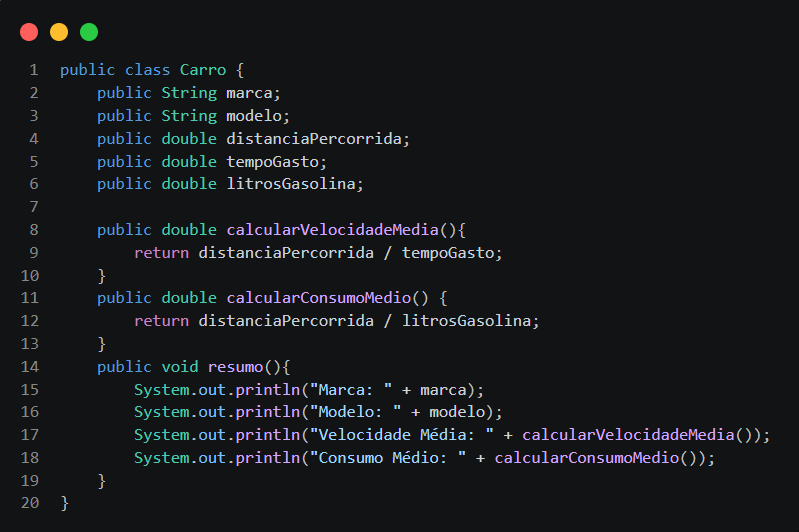 1 public class Carro {
2 public String marca;
3 public String modelo;
4 public double distanciaPercorrida;
5 public double tempoGasto;
6 public double litrosGasolina;
7
8 public double calcularVelocidadeMedia(){
9 return distanciaPercorrida / tempoGasto;
10 }
11 public double calcularConsumoMedio() {
12 return distanciaPercorrida / litrosGasolina;
13 }
14 public void resumo(){
15 System.out.println("Marca: " + marca);
16 System.out.println("Modelo: " + modelo);
17 System.out.println("Velocidade Média: " + calcularVelocidadeMedia());
18 System.out.println("Consumo Médio: " + calcularConsumoMedio());
19 }
20 }